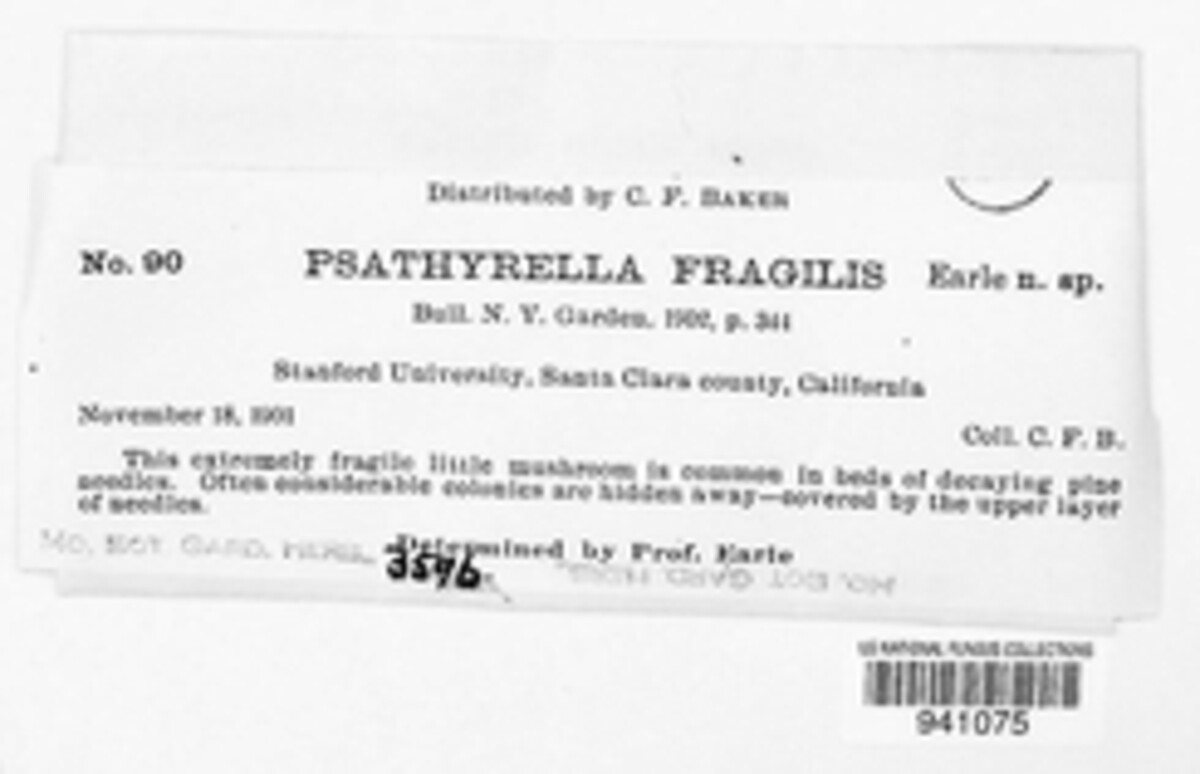 Distributed by C. F. BAKER
No. 90 PSATHYRELLA FRAGILIS Earle n. sp.
Bull. N. Y. Garden, 1902, p. 344
Stanford University, Santa Clara county, California
November 18, 1901
Coll. C. F. B.
This extremely fragile little mushroom is common in beds of decaying pine
needles. Often considerable colonies are hidden away—covered by the upper layer
of needles.
Determined by Prof. Earle
MO. BOT. GARD. HERB.
3596
MO. BOT. GARD. HERB.
US NATIONAL FUNGUS COLLECTIONS
941075